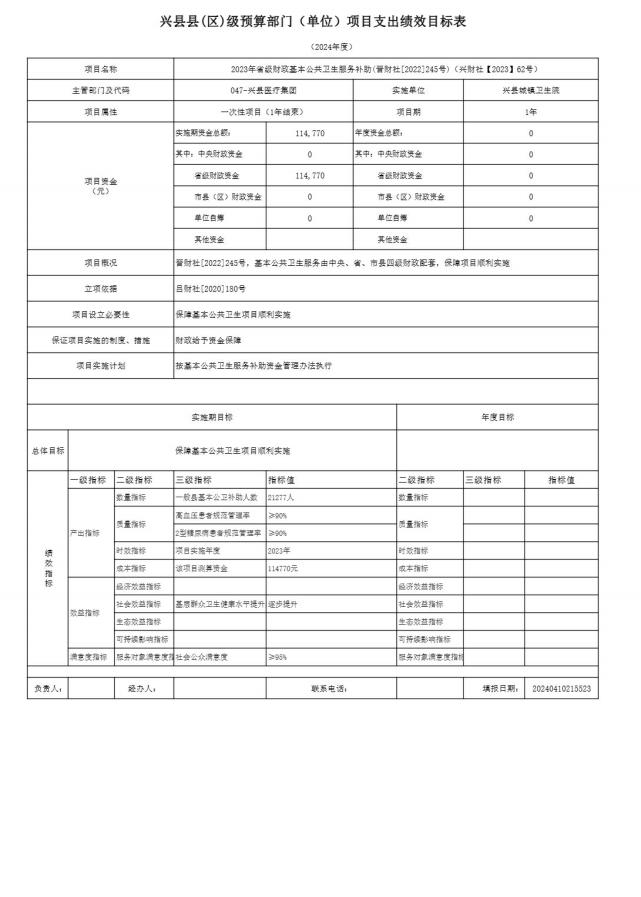 兴县县(区)级预算部门（单位）项目支出绩效目标表
（2024年度）
项目名称 2023年省级财政基本公共卫生服务补助(晋财社[2022]245号)（兴财社【2023】62号）
主管部门及代码 047-兴县医疗集团 实施单位 兴县城镇卫生院
项目属性 一次性项目（1年结束） 项目期 1年
项目资金（元）
实施期资金总额： 114,770 年度资金总额： 0
其中：中央财政资金 0 其中：中央财政资金 0
省级财政资金 114,770 省级财政资金 0
市县（区）财政资金 0 市县（区）财政资金 0
单位自筹 0 单位自筹 0
其他资金 其他资金
项目概况 晋财社[2022]245号，基本公共卫生服务由中央、省、市县四级财政配套，保障项目顺利实施
立项依据 吕财社[2020]180号
项目设立必要性 保障基本公共卫生项目顺利实施
保证项目实施的制度、措施 财政给予资金保障
项目实施计划 按基本公共卫生服务补助资金管理办法执行
实施期目标 年度目标
总体目标 保障基本公共卫生项目顺利实施
绩效指标
一级指标 二级指标 三级指标 指标值 二级指标 三级指标 指标值
产出指标
数量指标 一般县基本公卫补助人数 21277人 数量指标
质量指标 高血压患者规范管理率 ≥90% 质量指标
2型糖尿病患者规范管理率 ≥90%
时效指标 项目实施年度 2023年 时效指标
成本指标 该项目测算资金 114770元 成本指标
效益指标
经济效益指标 经济效益指标
社会效益指标 基层群众卫生健康水平提升 逐步提升 社会效益指标
生态效益指标 生态效益指标
可持续影响指标 可持续影响指标
满意度指标 服务对象满意度指 社会公众满意度 ≥95% 服务对象满意度指标
负责人： 经办人： 联系电话： 填报日期： 20240410215523